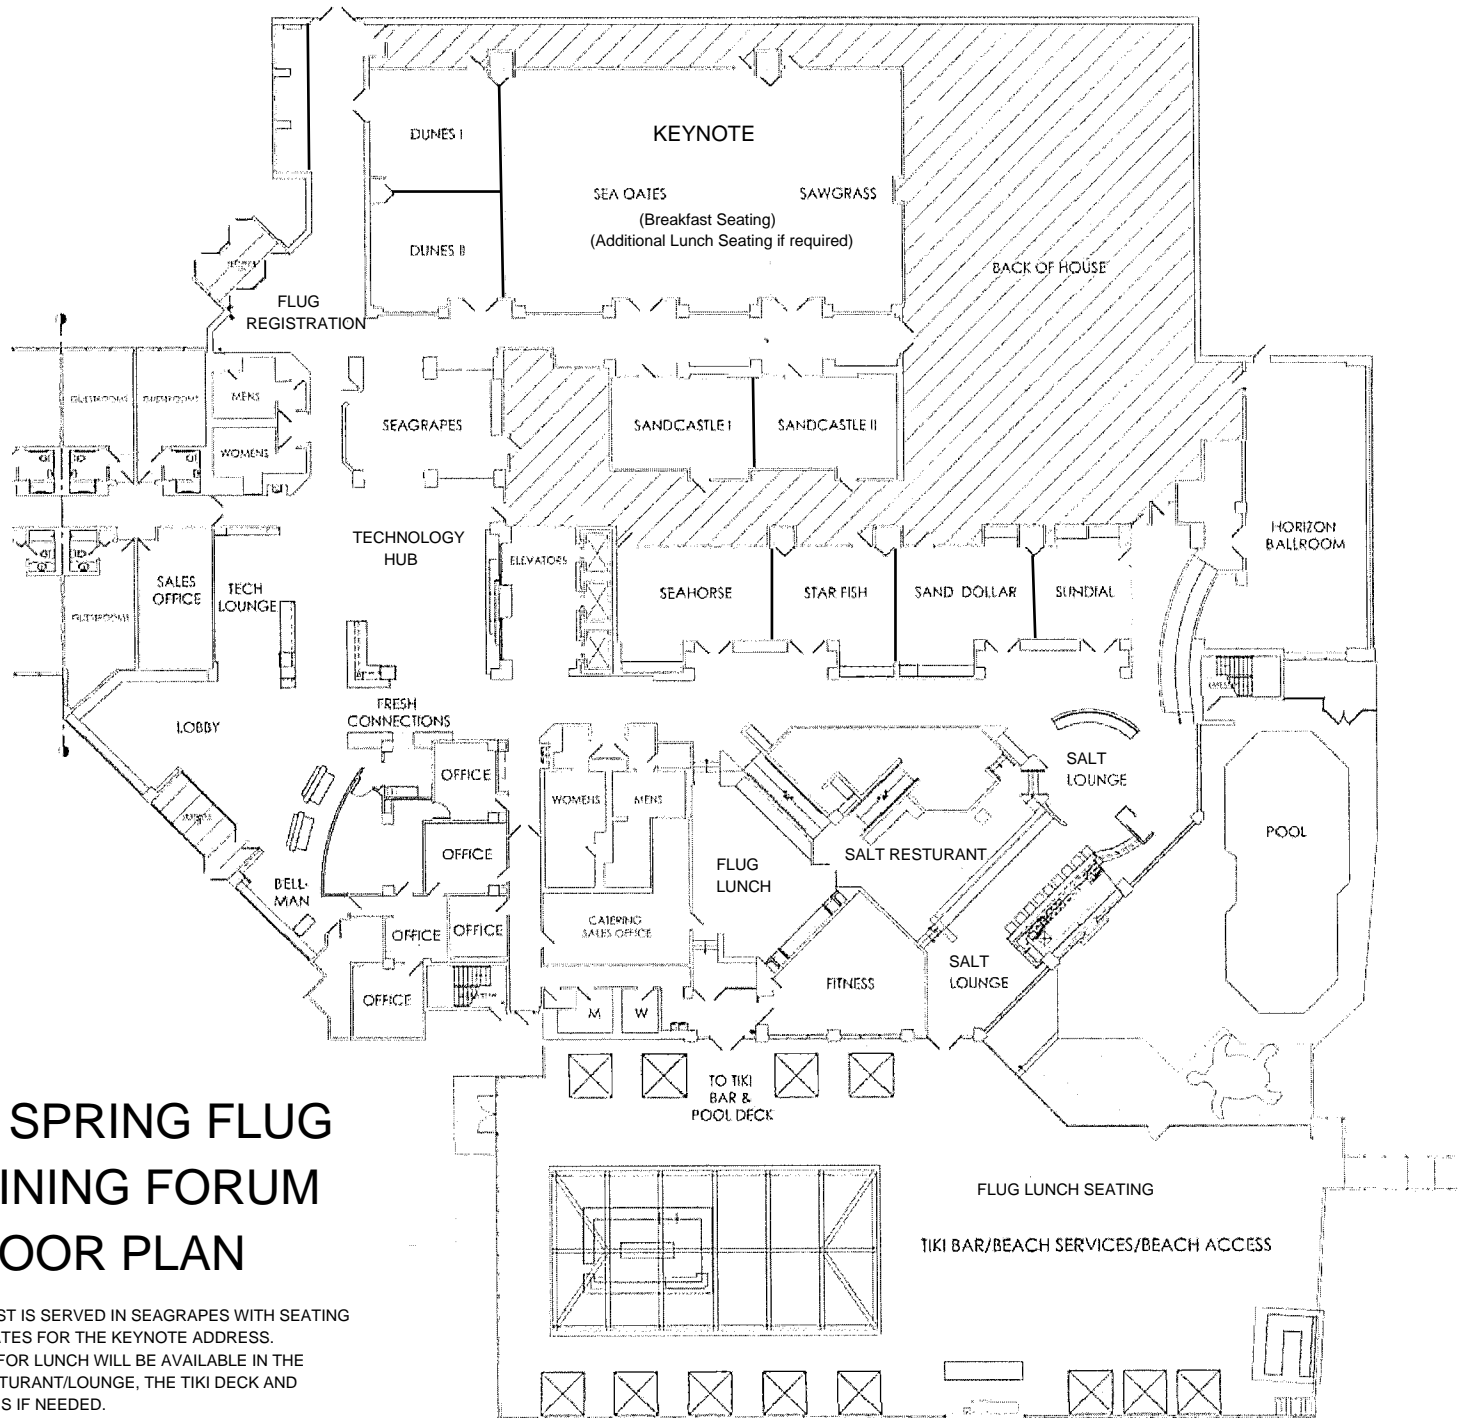 DUNES I
KEYNOTE
SEA OATES
SAWGRASS
(Breakfast Seating)
(Additional Lunch Seating if required)
DUNES II
BACK OF HOUSE
FLUG
REGISTRATION
GUESTROOMS
GUESTROOMS
MENS
WOMENS
SEAGRAPES
SANDCASTLE I
SANDCASTLE II
HORIZON
BALLROOM
TECHNOLOGY
HUB
ELEVATORS
SALES
OFFICE
TECH
LOUNGE
GUESTROOMS
SEAHORSE
STAR FISH
SAND DOLLAR
SUNDIAL
FRESH
CONNECTIONS
LOBBY
OFFICE
WOMENS
MENS
SALT
LOUNGE
POOL
OFFICE
FLUG
LUNCH
SALT RESTURANT
BELL-
MAN
OFFICE
OFFICE
CATERING
SALES OFFICE
OFFICE
M
W
FITNESS
SALT
LOUNGE
TO TIKI
BAR &
POOL DECK
SPRING FLUG
INING FORUM
OOR PLAN
FLUG LUNCH SEATING
TIKI BAR/BEACH SERVICES/BEACH ACCESS
ST IS SERVED IN SEAGRAPES WITH SEATING
ATES FOR THE KEYNOTE ADDRESS.
FOR LUNCH WILL BE AVAILABLE IN THE
TURANT/LOUNGE, THE TIKI DECK AND
S IF NEEDED.